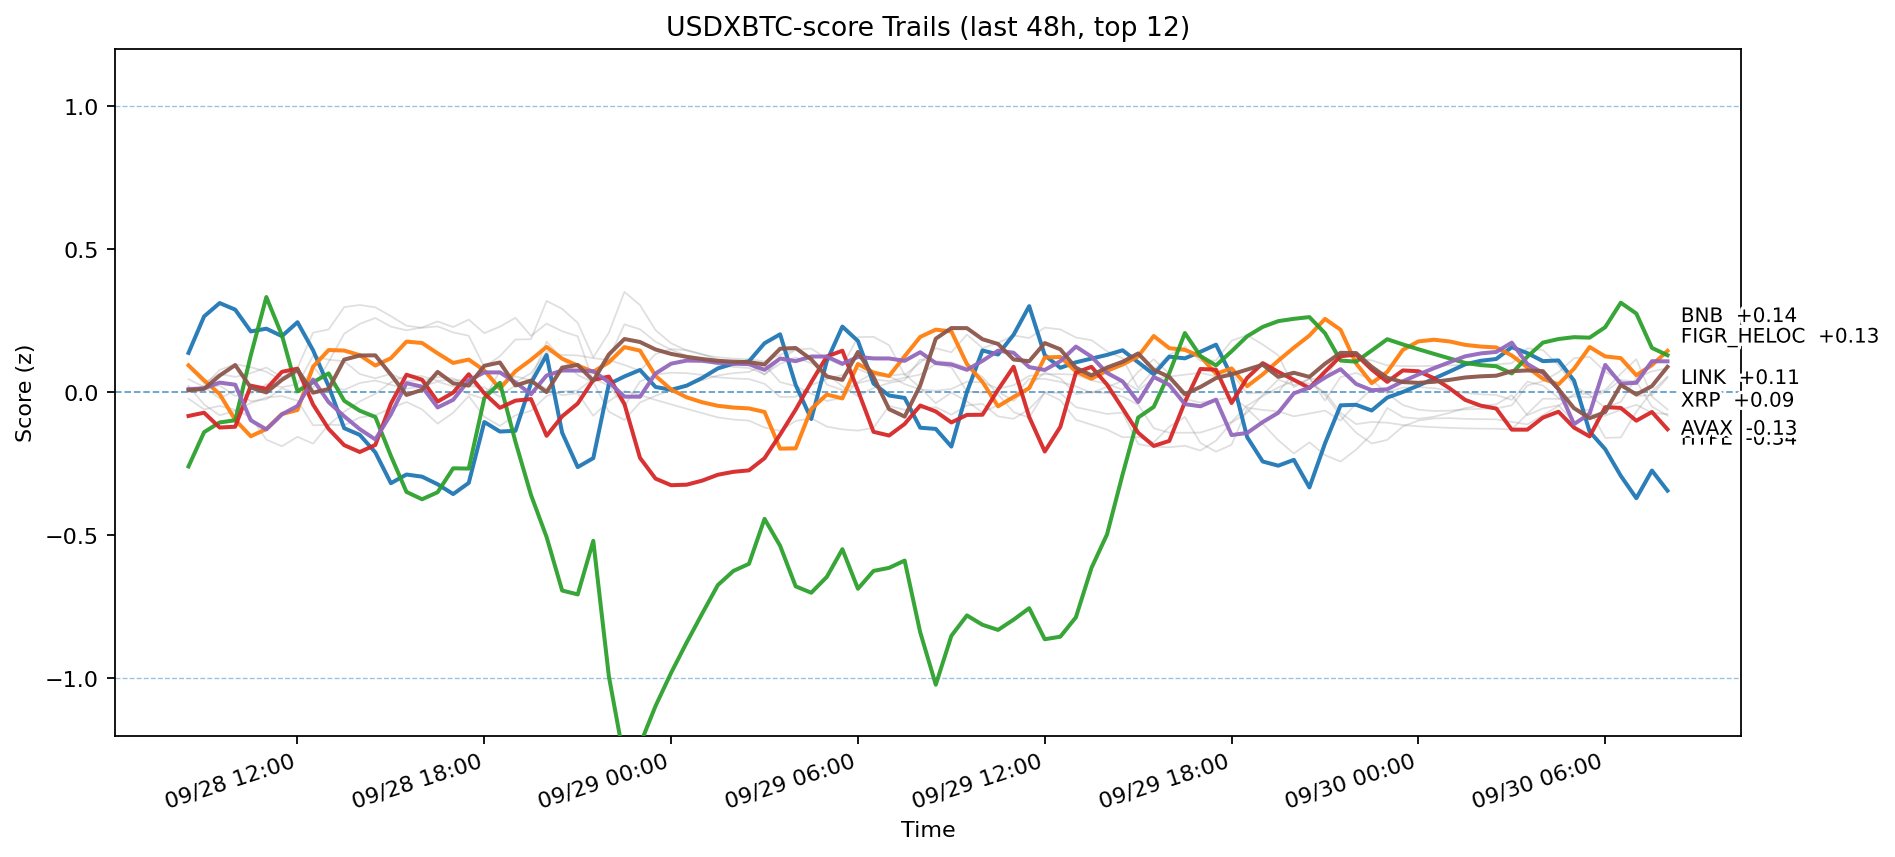 USDXBTC-score Trails (last 48h, top 12)
Score (z)
1.0
0.5
0.0
−0.5
−1.0
BNB +0.14
FIGR_HELOC +0.13
LINK +0.11
XRP +0.09
AVAX -0.13
-0.34
09/28 12:00
09/28 18:00
09/29 00:00
09/29 06:00
09/29 12:00
09/29 18:00
09/30 00:00
09/30 06:00
Time